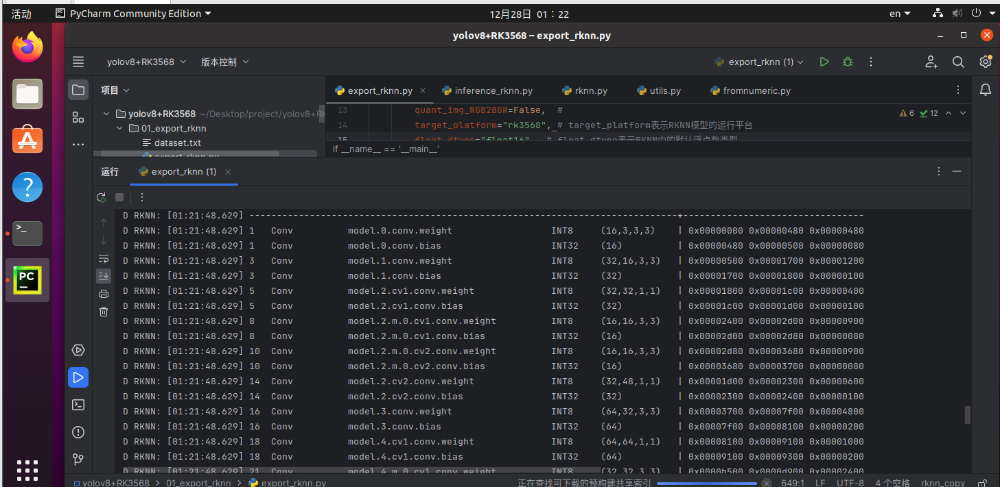 活动 PyCharm Community Edition 12月28日 01：22 en
yolov8+RK3568 – export_rknn.py
yolov8+RK3568 版本控制 export_rknn (1)
项目 export_rknn.py inference_rknn.py rknn.py utils.py fromnumeric.py
13 quant_img_RGB2BGR=False, # 6 12
yolov8+RK3568 ~/Desktop/project/yolov8+RK
14 target_platform="rk3568", # target_platform表示RKNN模型的运行平台
01_export_rknn
15 float_dtype="float16", # float_dtype表示RKNN中的默认浮点数类型
dataset.txt
if __name__ == '__main__'
export_rknn.py
运行 export_rknn (1)
D RKNN: [01:21:48.629] ------------------------------------------------------------------------------+---------------------------------
D RKNN: [01:21:48.629] 1 Conv model.0.conv.weight INT8 (16,3,3,3) | 0x00000000 0x00000480 0x00000480
D RKNN: [01:21:48.629] 1 Conv model.0.conv.bias INT32 (16) | 0x00000480 0x00000500 0x00000080
D RKNN: [01:21:48.629] 3 Conv model.1.conv.weight INT8 (32,16,3,3) | 0x00000500 0x00001700 0x00001200
D RKNN: [01:21:48.629] 3 Conv model.1.conv.bias INT32 (32) | 0x00001700 0x00001800 0x00000100
D RKNN: [01:21:48.629] 5 Conv model.2.cv1.conv.weight INT8 (32,32,1,1) | 0x00001800 0x00001c00 0x00000400
D RKNN: [01:21:48.629] 5 Conv model.2.cv1.conv.bias INT32 (32) | 0x00001c00 0x00001d00 0x00000100
D RKNN: [01:21:48.629] 8 Conv model.2.m.0.cv1.conv.weight INT8 (16,16,3,3) | 0x00002400 0x00002d00 0x00000900
D RKNN: [01:21:48.629] 8 Conv model.2.m.0.cv1.conv.bias INT32 (16) | 0x00002d00 0x00002d80 0x00000080
D RKNN: [01:21:48.629] 10 Conv model.2.m.0.cv2.conv.weight INT8 (16,16,3,3) | 0x00002d80 0x00003680 0x00000900
D RKNN: [01:21:48.629] 10 Conv model.2.m.0.cv2.conv.bias INT32 (16) | 0x00003680 0x00003700 0x00000080
D RKNN: [01:21:48.629] 14 Conv model.2.cv2.conv.weight INT8 (32,48,1,1) | 0x00001d00 0x00002300 0x00000600
D RKNN: [01:21:48.629] 14 Conv model.2.cv2.conv.bias INT32 (32) | 0x00002300 0x00002400 0x00000100
D RKNN: [01:21:48.629] 16 Conv model.3.conv.weight INT8 (64,32,3,3) | 0x00003700 0x00007f00 0x00004800
D RKNN: [01:21:48.629] 16 Conv model.3.conv.bias INT32 (64) | 0x00007f00 0x00008100 0x00000200
D RKNN: [01:21:48.629] 18 Conv model.4.cv1.conv.weight INT8 (64,64,1,1) | 0x00008100 0x00009100 0x00001000
D RKNN: [01:21:48.629] 18 Conv model.4.cv1.conv.bias INT32 (64) | 0x00009100 0x00009300 0x00000200
D RKNN: [01:21:48.629] 21 Conv model.4.m.0.cv1.conv.weight INT8 (32,32,3,3) | 0x0000b500 0x0000d900 0x00002400
yolov8+RK3568 01_export_rknn export_rknn.py 正在查找可下载的预构建共享索引 649:1 LF UTF-8 4 个空格 rknn_copy